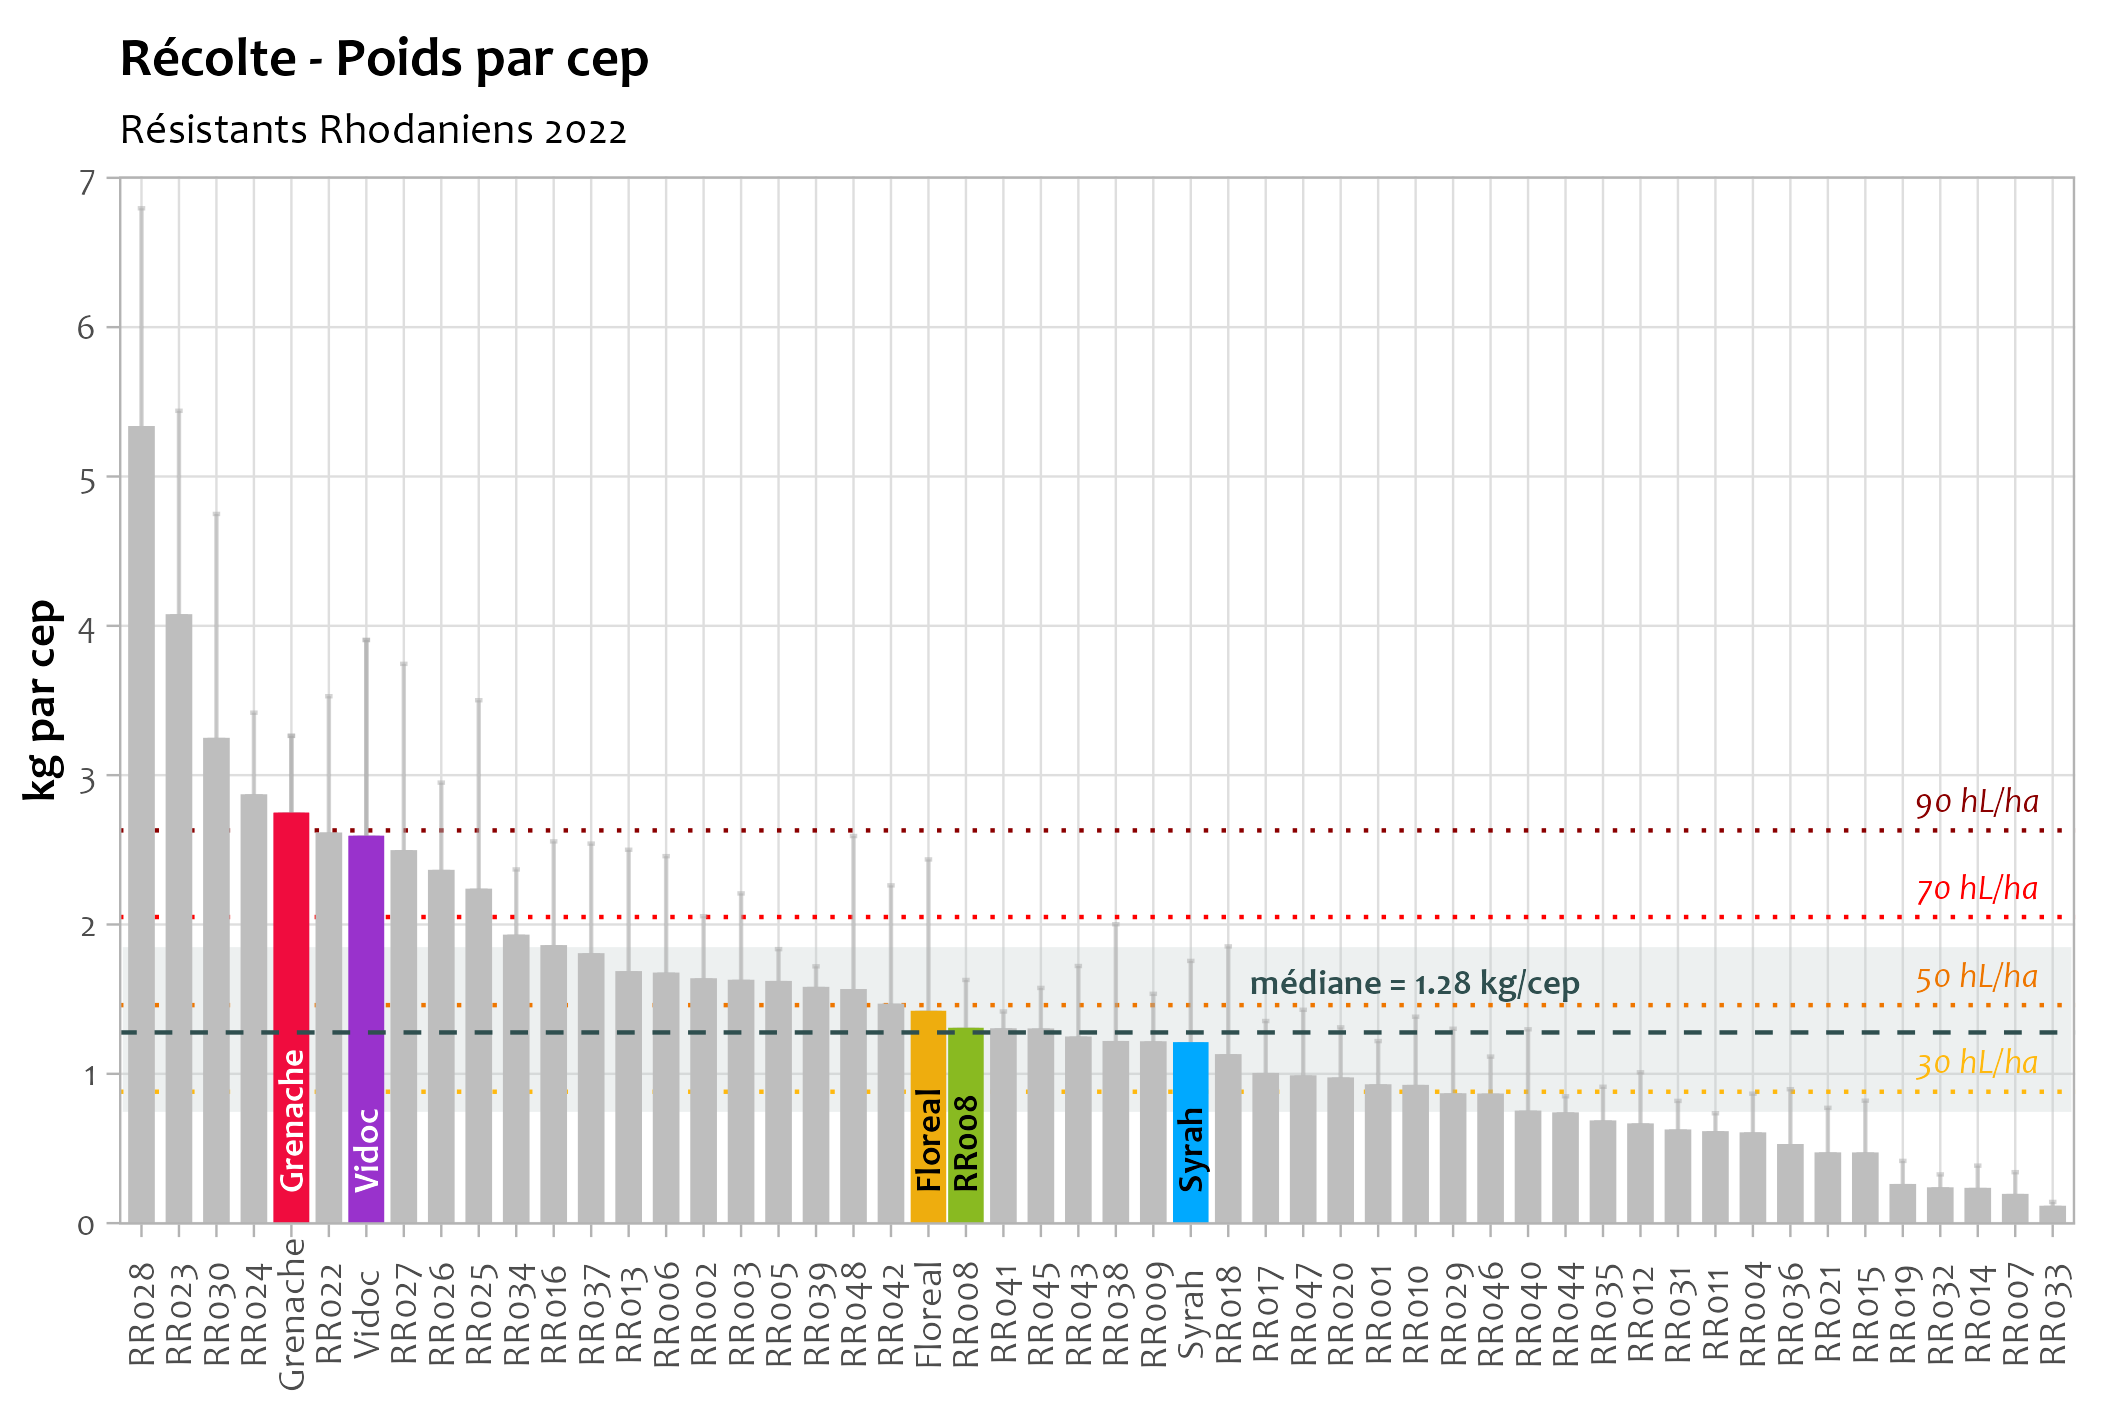 Récolte - Poids par cep
Résistants Rhodaniens 2022
kg par cep
7
6
5
4
3
2
1
0
90 hL/ha
70 hL/ha
médiane = 1.28 kg/cep
50 hL/ha
30 hL/ha
Grenache
Vidoc
Floreal
RR008
Syrah
RR028
RR023
RR030
RR024
Grenache
RR022
Vidoc
RR027
RR026
RR025
RR034
RR016
RR037
RR013
RR006
RR002
RR003
RR005
RR039
RR048
RR042
Floreal
RR008
RR041
RR045
RR043
RR038
RR009
Syrah
RR018
RR017
RR047
RR020
RR001
RR010
RR029
RR046
RR040
RR044
RR035
RR012
RR031
RR011
RR004
RR036
RR021
RR015
RR019
RR032
RR014
RR007
RR033